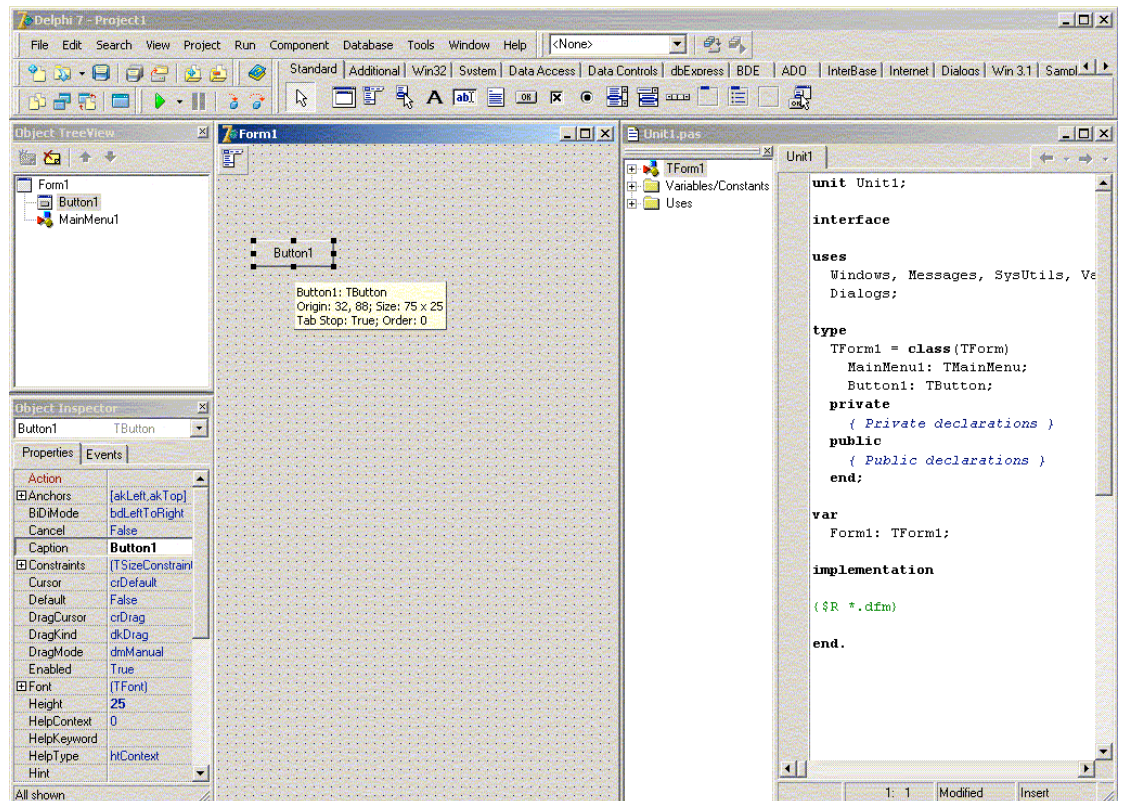 Delphi 7 - Project1
File Edit Search View Project Run Component Database Tools Window Help <None>
Standard Additional Win32 System Data Access Data Controls dbExpress BDE ADO InterBase Internet Dialogs Win 3.1 Sampl
Object TreeView
Form1
Button1
MainMenu1
Object Inspector
Button1 TButton
Properties Events
Action
Anchors [akLeft,akTop]
BiDiMode bdLeftToRight
Cancel False
Caption Button1
Constraints (TSizeConstraint
Cursor crDefault
Default False
DragCursor crDrag
DragKind dkDrag
DragMode dmManual
Enabled True
Font (TFont)
Height 25
HelpContext 0
HelpKeyword
HelpType htContext
Hint
All shown
Form1
Button1
Button1: TButton
Origin: 32, 88; Size: 75 x 25
Tab Stop: True; Order: 0
Unit1.pas
TForm1
Variables/Constants
Uses
Unit1
unit Unit1;
interface
uses
Windows, Messages, SysUtils, Va
Dialogs;
type
TForm1 = class(TForm)
MainMenu1: TMainMenu;
Button1: TButton;
private
{ Private declarations }
public
{ Public declarations }
end;
var
Form1: TForm1;
implementation
{$R *.dfm}
end.
1: 1 Modified Insert